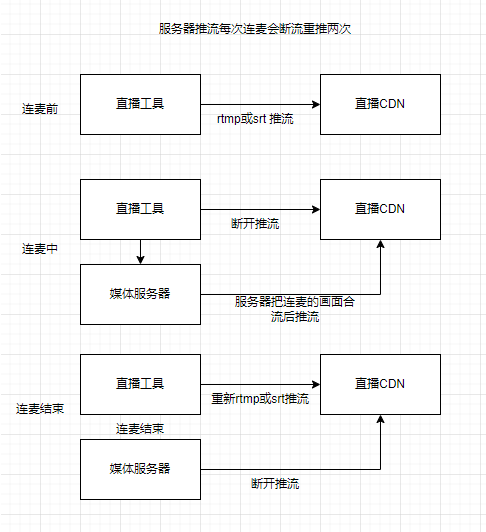 服务器推流每次连麦会断流重推两次
连麦前
直播工具
rtmp或srt 推流
直播CDN
连麦中
直播工具
断开推流
直播CDN
媒体服务器
服务器把连麦的画面合
流后推流
连麦结束
直播工具
重新rtmp或srt推流
直播CDN
连麦结束
媒体服务器
断开推流